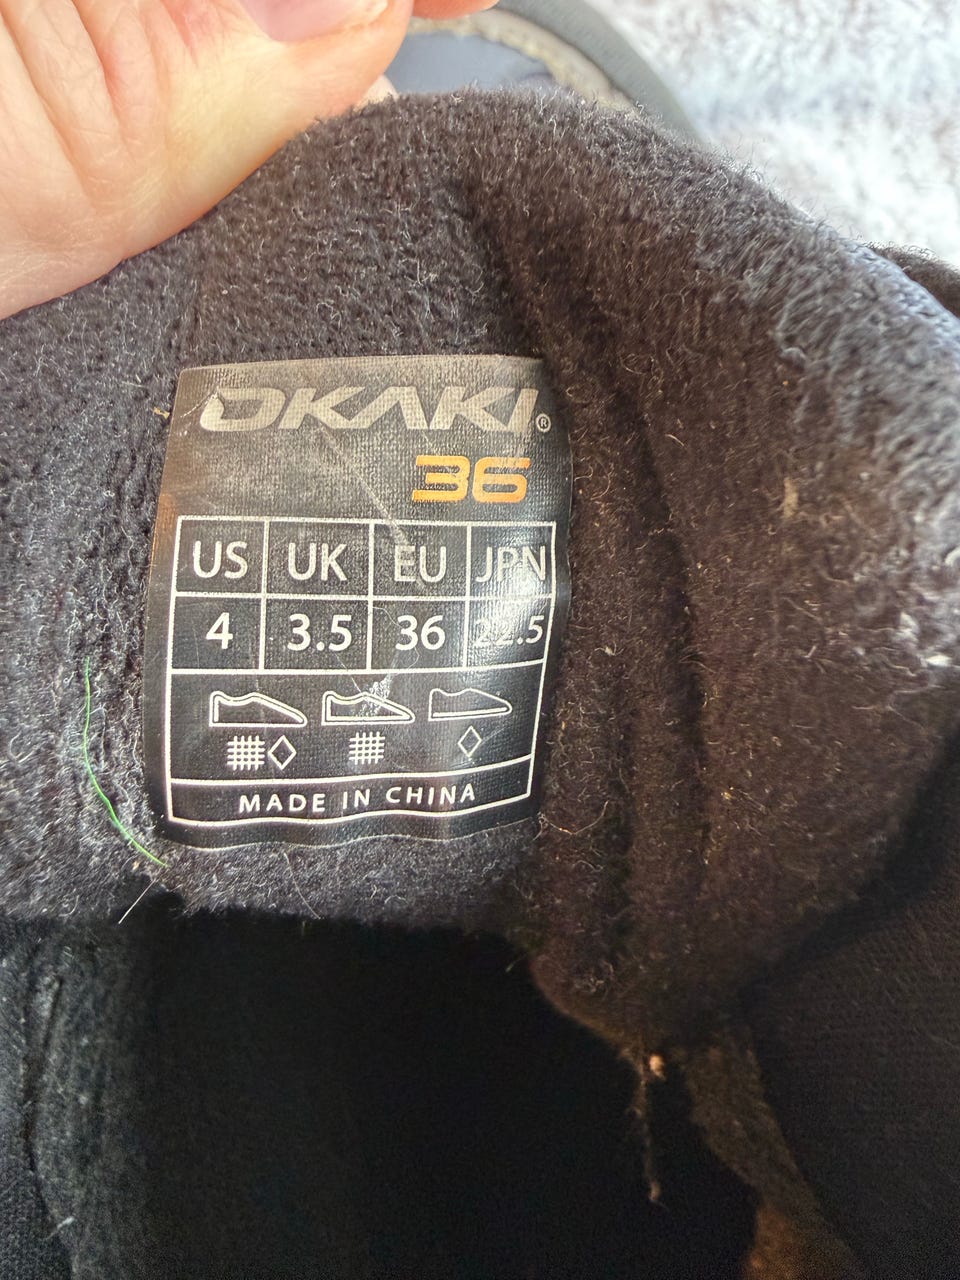 OKAKI®
36
US UK EU JPN
4 3.5 36 22.5
MADE IN CHINA